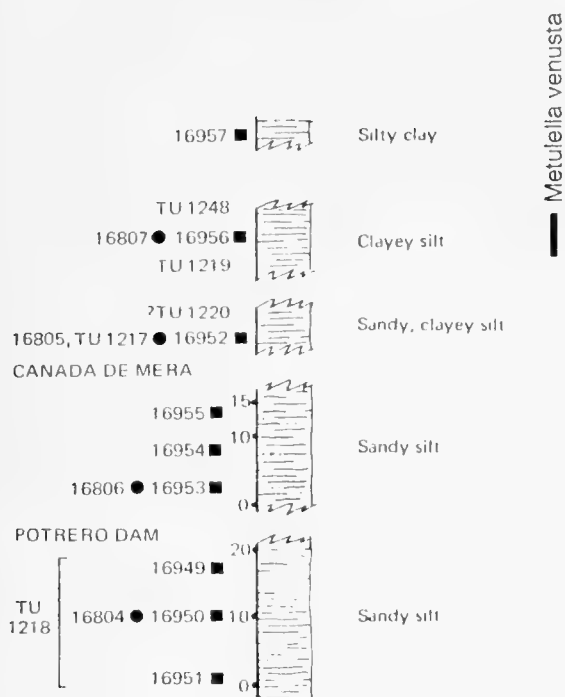 Metulella venusta
16957 ■ Silty clay
TU 1248
16807 ● 16956 ■ Clayey silt
TU 1219
?TU 1220
16805, TU 1217 ● 16952 ■ Sandy, clayey silt
CANADA DE MERA
15
16955 ■
10
16954 ■ Sandy silt
16806 ● 16953 ■
0
POTRERO DAM
20
16949 ■
TU 1218
16804 ● 16950 ■ 10 Sandy silt
16951 ■ 0